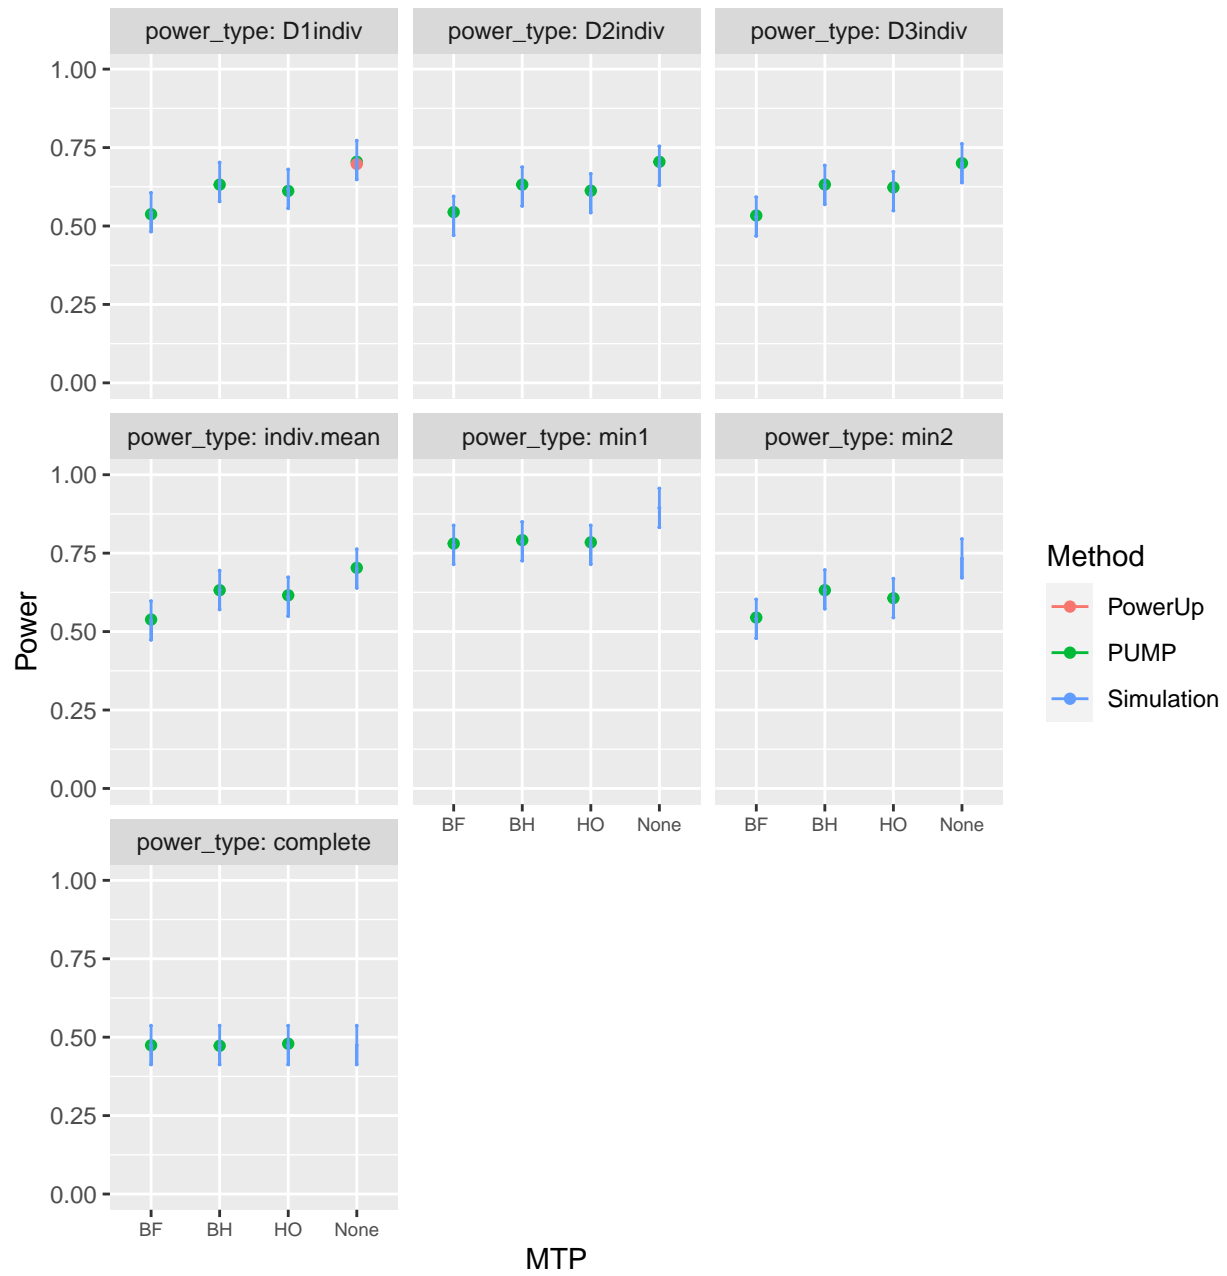 power_type: D1indiv
power_type: D2indiv
power_type: D3indiv
1.00
0.75
0.50
0.25
0.00
power_type: indiv.mean
power_type: min1
power_type: min2
1.00
0.75
0.50
0.25
0.00
BF BH HO None
BF BH HO None
power_type: complete
1.00
0.75
0.50
0.25
0.00
BF BH HO None
Power
MTP
Method
PowerUp
PUMP
Simulation